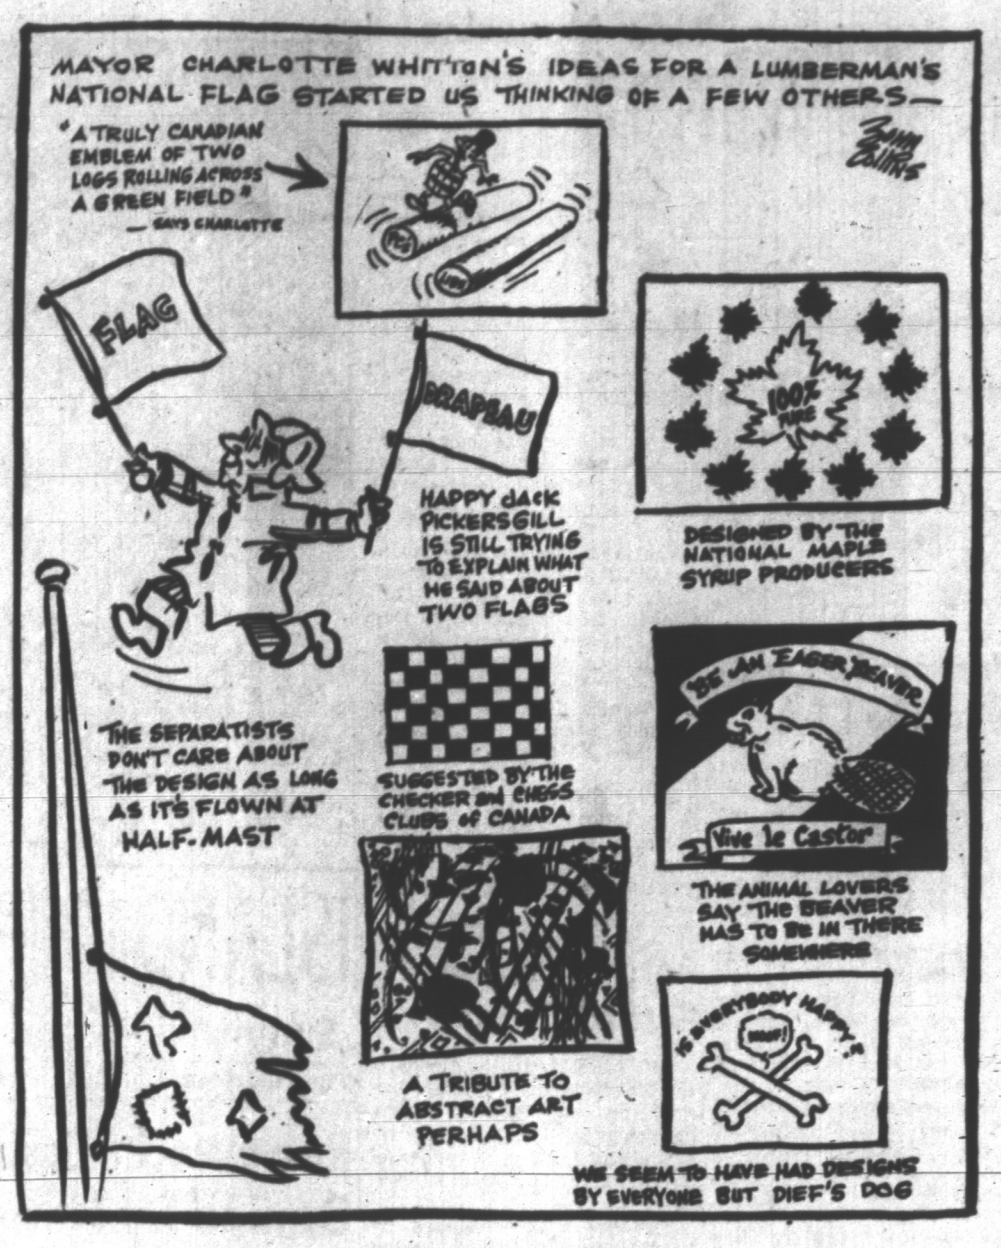 MAYOR CHARLOTTE WHITTON'S IDEAS FOR A LUMBERMAN'S
NATIONAL FLAG STARTED US THINKING OF A FEW OTHERS—
"A TRULY CANADIAN
EMBLEM OF TWO
LOGS ROLLING ACROSS
A GREEN FIELD"
— SAYS CHARLOTTE
Collins
PCS
LIBS
FLAG
DRAPEAU
HAPPY JACK
PICKERSGILL
IS STILL TRYING
TO EXPLAIN WHAT
HE SAID ABOUT
TWO FLAGS
100%
PURE
DESIGNED BY THE
NATIONAL MAPLE
SYRUP PRODUCERS
THE SEPARATISTS
DON'T CARE ABOUT
THE DESIGN AS LONG
AS IT'S FLOWN AT
HALF-MAST
SUGGESTED BY THE
CHECKER and CHESS
CLUBS of CANADA
BE AN EAGER BEAVER
Vive le Castor
THE ANIMAL LOVERS
SAY THE BEAVER
HAS TO BE IN THERE
SOMEWHERE
A TRIBUTE TO
ABSTRACT ART
PERHAPS
IS EVERYBODY HAPPY?
WOOF!
WE SEEM TO HAVE HAD DESIGNS
BY EVERYONE BUT DIEF'S DOG